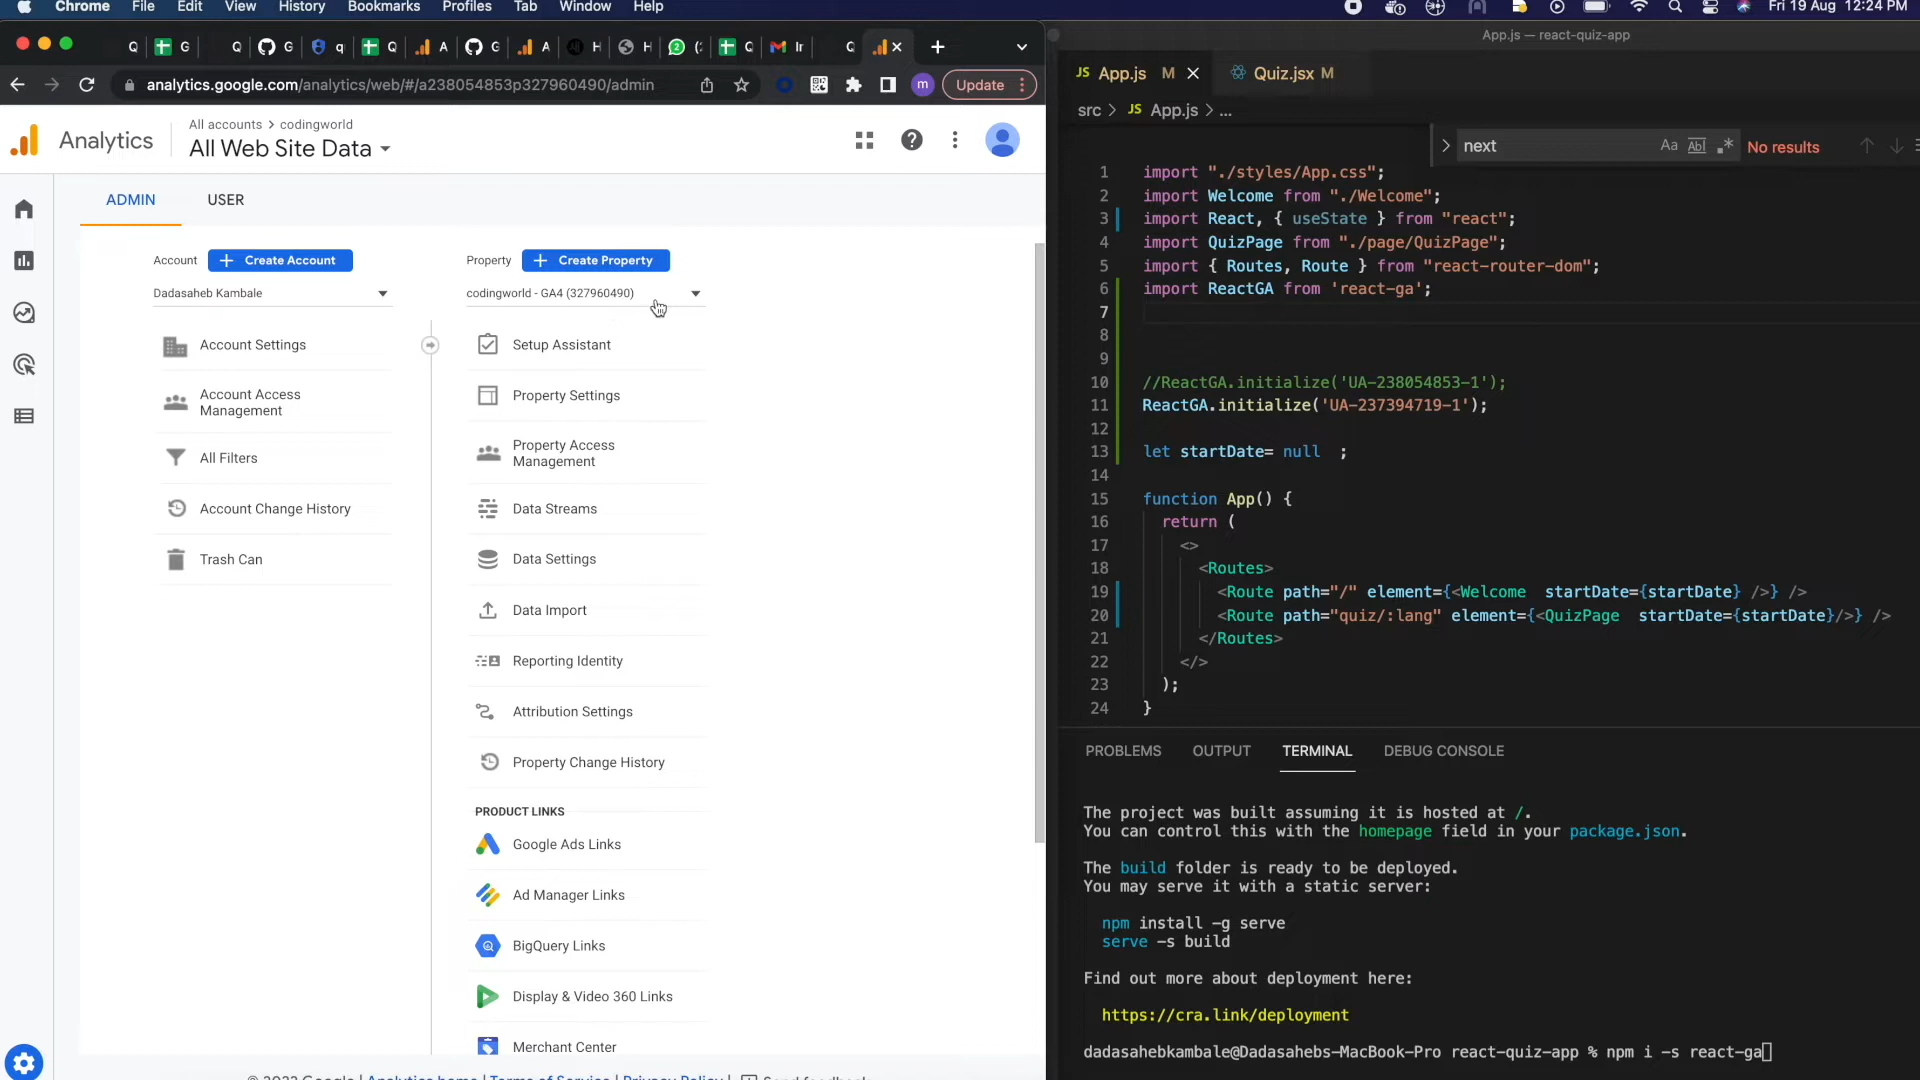 Chrome File Edit View History Bookmarks Profiles Tab Window Help
Fri 19 Aug 12:24 PM
analytics.google.com/analytics/web/#/a238054853p327960490/admin
m
Update
Analytics
All accounts > codingworld
All Web Site Data
ADMIN
USER
Account
+ Create Account
Property
+ Create Property
Dadasaheb Kambale
codingworld - GA4 (327960490)
Account Settings
Account Access
Management
All Filters
Account Change History
Trash Can
Setup Assistant
Property Settings
Property Access
Management
Data Streams
Data Settings
Data Import
Reporting Identity
Attribution Settings
Property Change History
PRODUCT LINKS
Google Ads Links
Ad Manager Links
BigQuery Links
Display & Video 360 Links
Merchant Center
App.js — react-quiz-app
JS App.js M
Quiz.jsx M
src > JS App.js > ...
next
Aa Abl .*
No results
1 import "./styles/App.css";
2 import Welcome from "./Welcome";
3 import React, { useState } from "react";
4 import QuizPage from "./page/QuizPage";
5 import { Routes, Route } from "react-router-dom";
6 import ReactGA from 'react-ga';
7
8
9
10 //ReactGA.initialize('UA-238054853-1');
11 ReactGA.initialize('UA-237394719-1');
12
13 let startDate= null ;
14
15 function App() {
16 return (
17 <>
18 <Routes>
19 <Route path="/" element={<Welcome startDate={startDate} />} />
20 <Route path="quiz/:lang" element={<QuizPage startDate={startDate}/>} />
21 </Routes>
22 </>
23 );
24 }
PROBLEMS OUTPUT TERMINAL DEBUG CONSOLE
The project was built assuming it is hosted at /.
You can control this with the homepage field in your package.json.
The build folder is ready to be deployed.
You may serve it with a static server:
npm install -g serve
serve -s build
Find out more about deployment here:
https://cra.link/deployment
dadasahebkambale@Dadasahebs-MacBook-Pro react-quiz-app % npm i -s react-ga